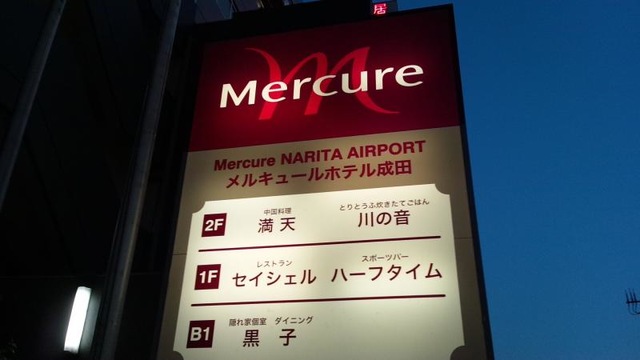 居
Mercure
Mercure NARITA AIRPORT
メルキュールホテル成田
中国料理 とりとうふ炊きたてごはん
2F 満天 川の音
レストラン スポーツバー
1F セイシェル ハーフタイム
隠れ家個室 ダイニング
B1 黒子